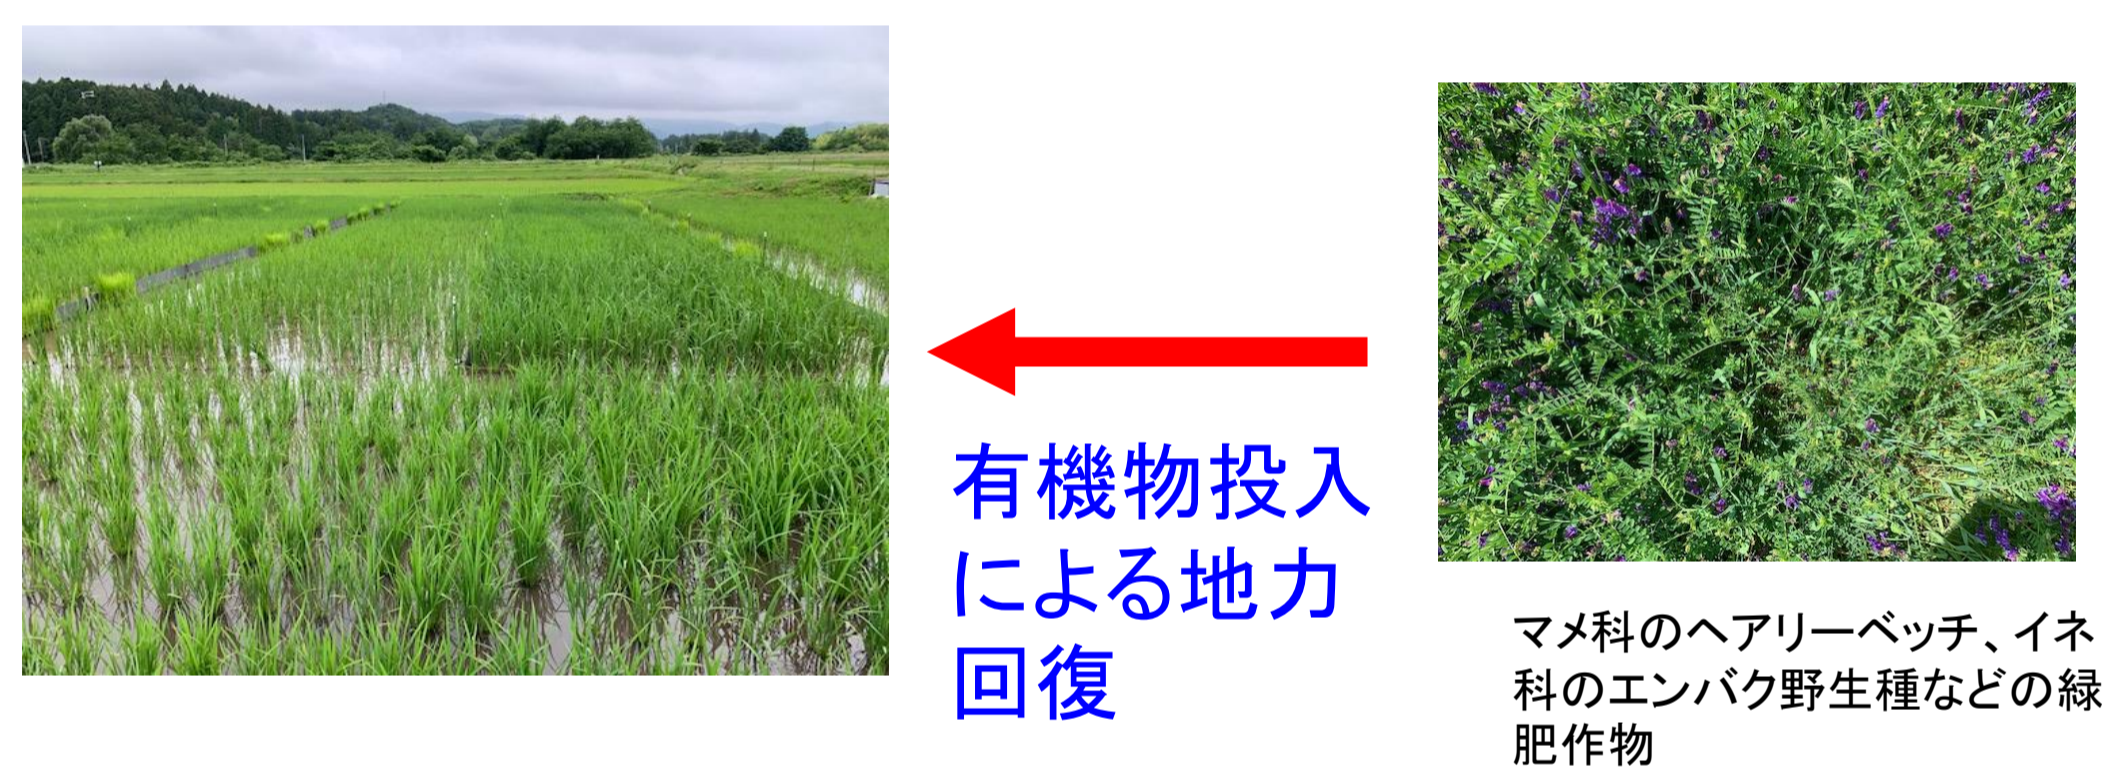 有機物投入
による地力
回復
マメ科のヘアリーベッチ、イネ
科のエンバク野生種などの緑
肥作物